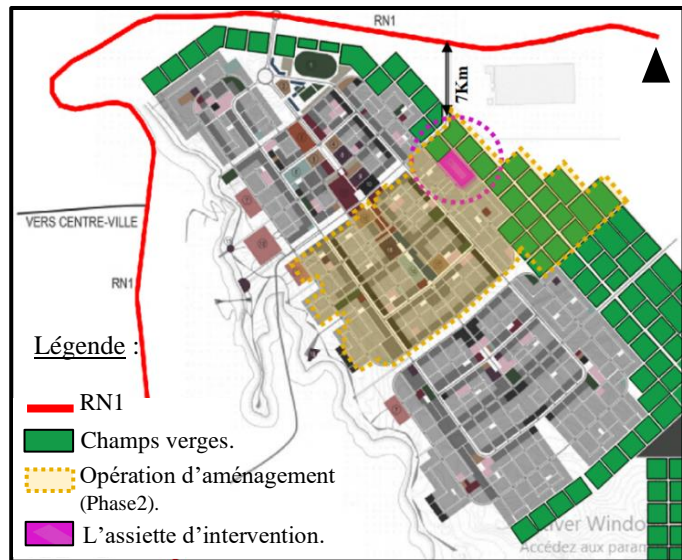 RN1
7Km
VERS CENTRE-VILLE
RN1
Légende :
RN1
Champs verges.
Opération d'aménagement
(Phase2).
L'assiette d'intervention.
iver Windo
Accédez aux param